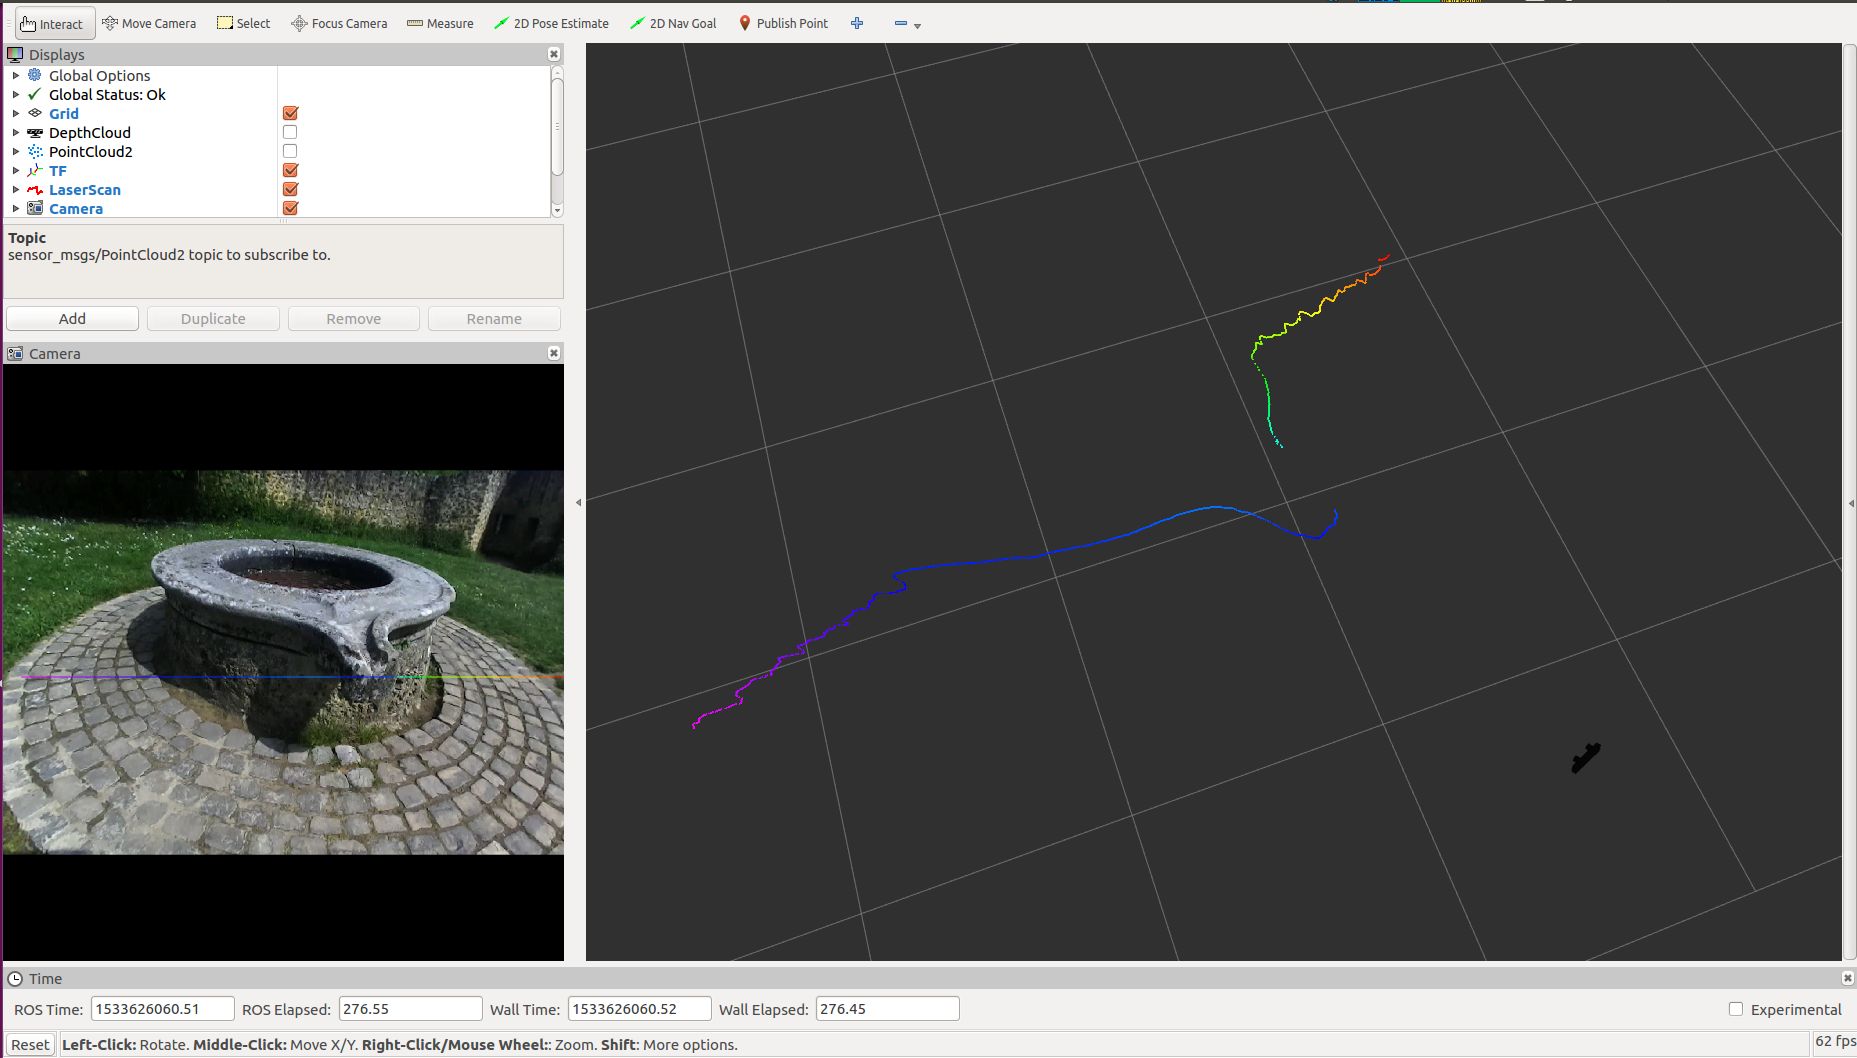 Interact Move Camera Select Focus Camera Measure 2D Pose Estimate 2D Nav Goal Publish Point
Displays
Global Options
Global Status: Ok
Grid
DepthCloud
PointCloud2
TF
LaserScan
Camera
Topic
sensor_msgs/PointCloud2 topic to subscribe to.
Add Duplicate Remove Rename
Camera
Time
ROS Time: 1533626060.51 ROS Elapsed: 276.55 Wall Time: 1533626060.52 Wall Elapsed: 276.45 Experimental
Reset Left-Click: Rotate. Middle-Click: Move X/Y. Right-Click/Mouse Wheel:: Zoom. Shift: More options. 62 fps